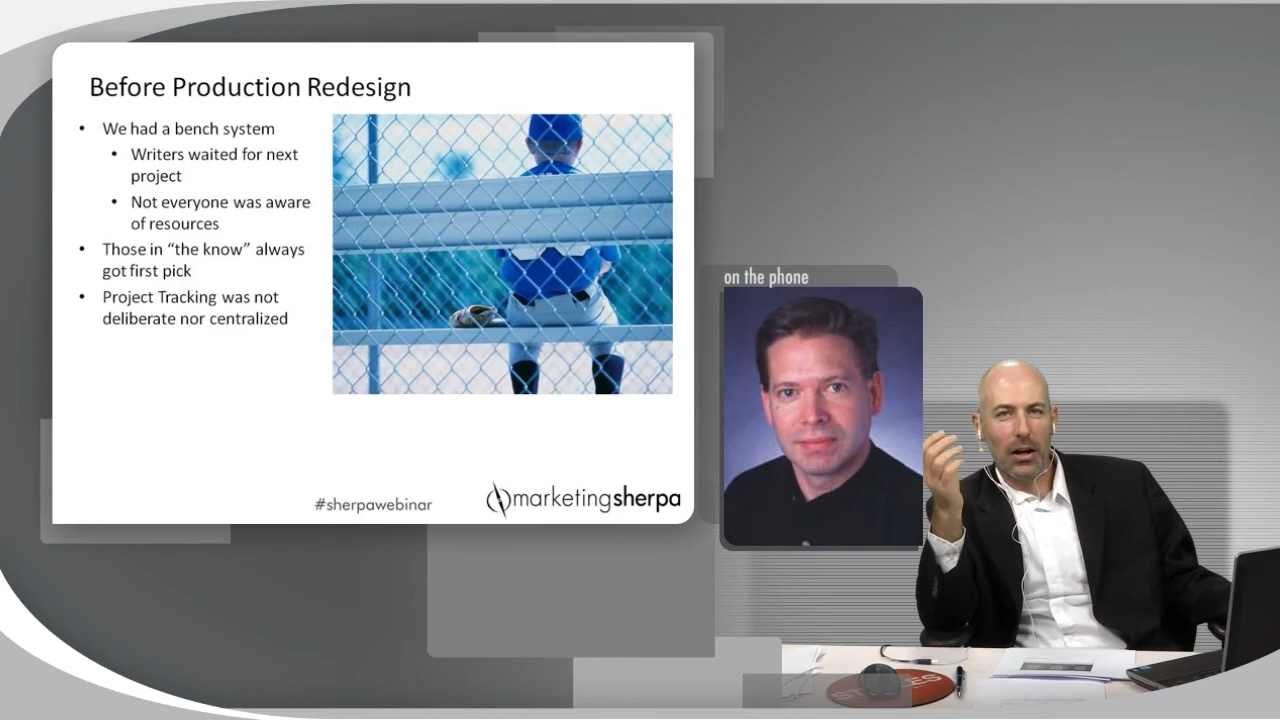 Before Production Redesign
• We had a bench system
• Writers waited for next
project
• Not everyone was aware
of resources
• Those in “the know” always
got first pick
• Project Tracking was not
deliberate nor centralized
#sherpawebinar
marketingsherpa
on the phone